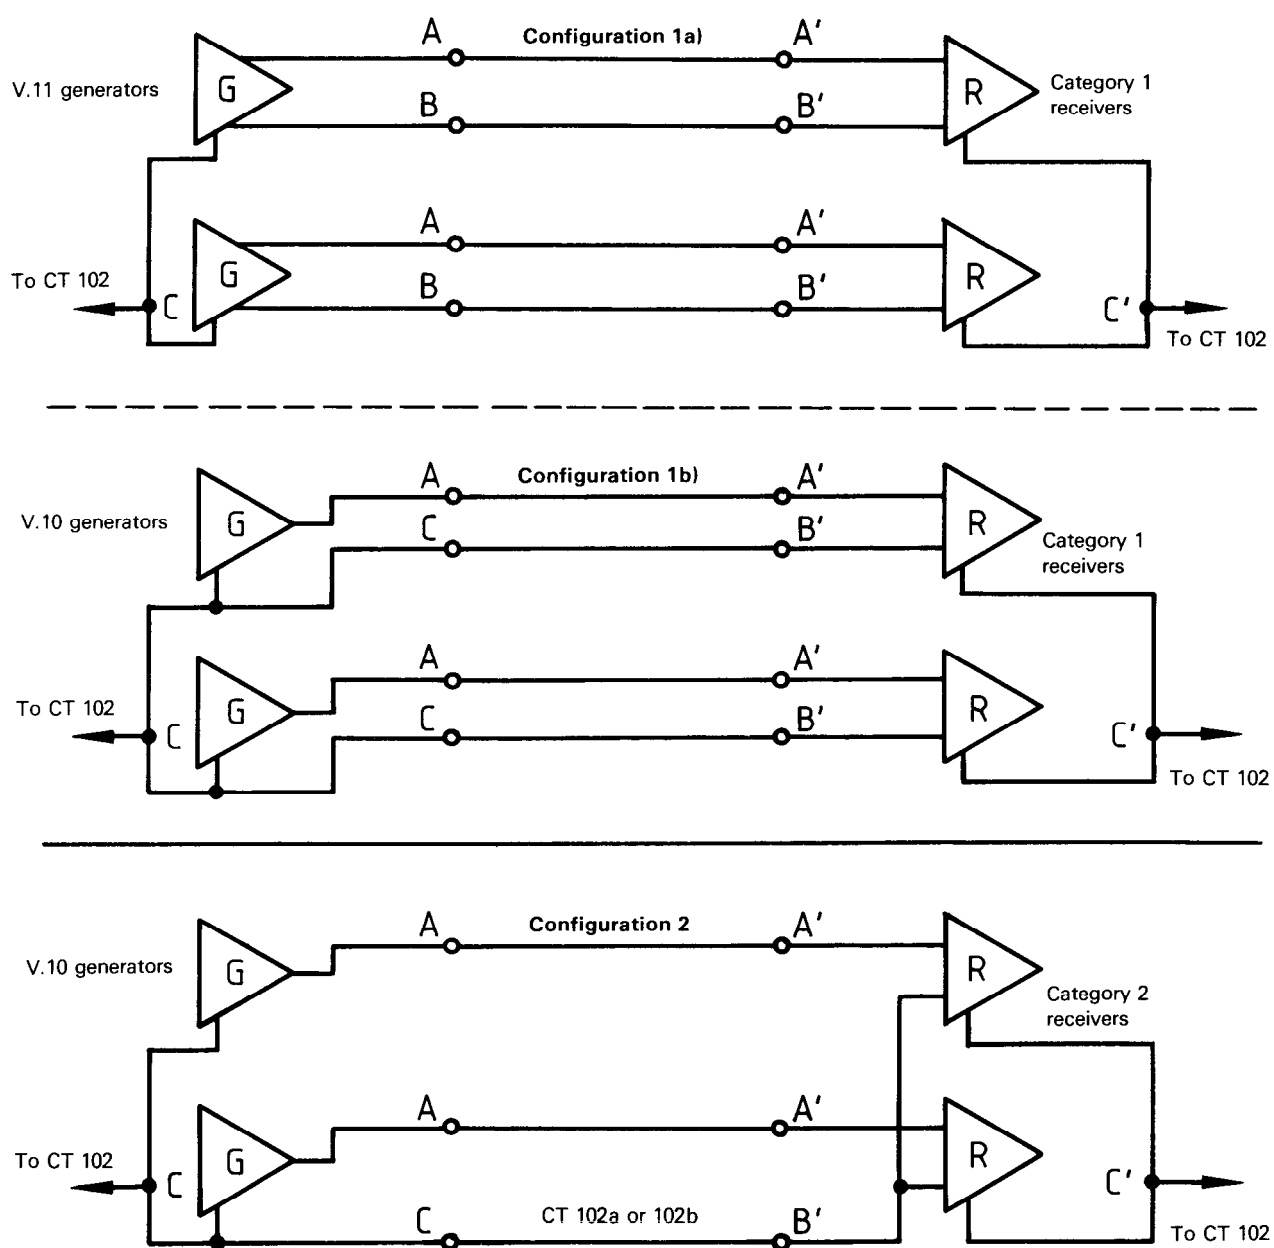 A Configuration 1a) A'
V.11 generators G R Category 1
receivers
B B'
A A'
To CT 102 C G B B' R C'
To CT 102
A Configuration 1b) A'
V.10 generators G C B' R Category 1
receivers
A A'
To CT 102 C G C B' R C'
To CT 102
A Configuration 2 A'
V.10 generators G R Category 2
receivers
A A'
To CT 102 C G R C'
C CT 102a or 102b B' To CT 102